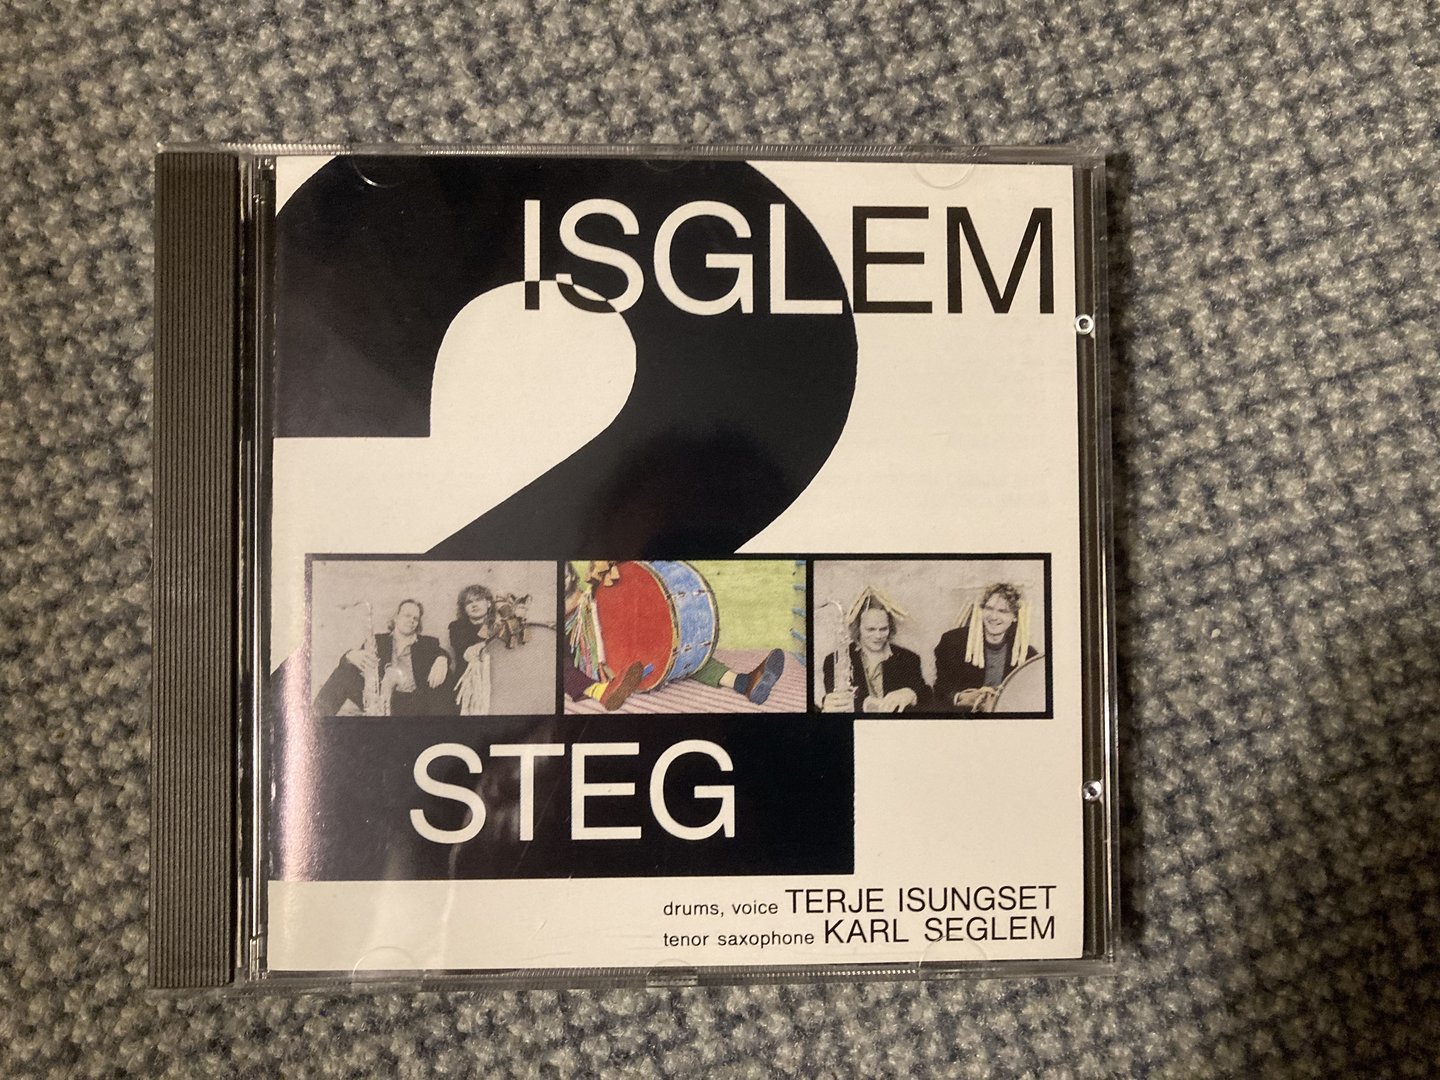 ISGLEM
2
STEG
drums, voice TERJE ISUNGSET
tenor saxophone KARL SEGLEM